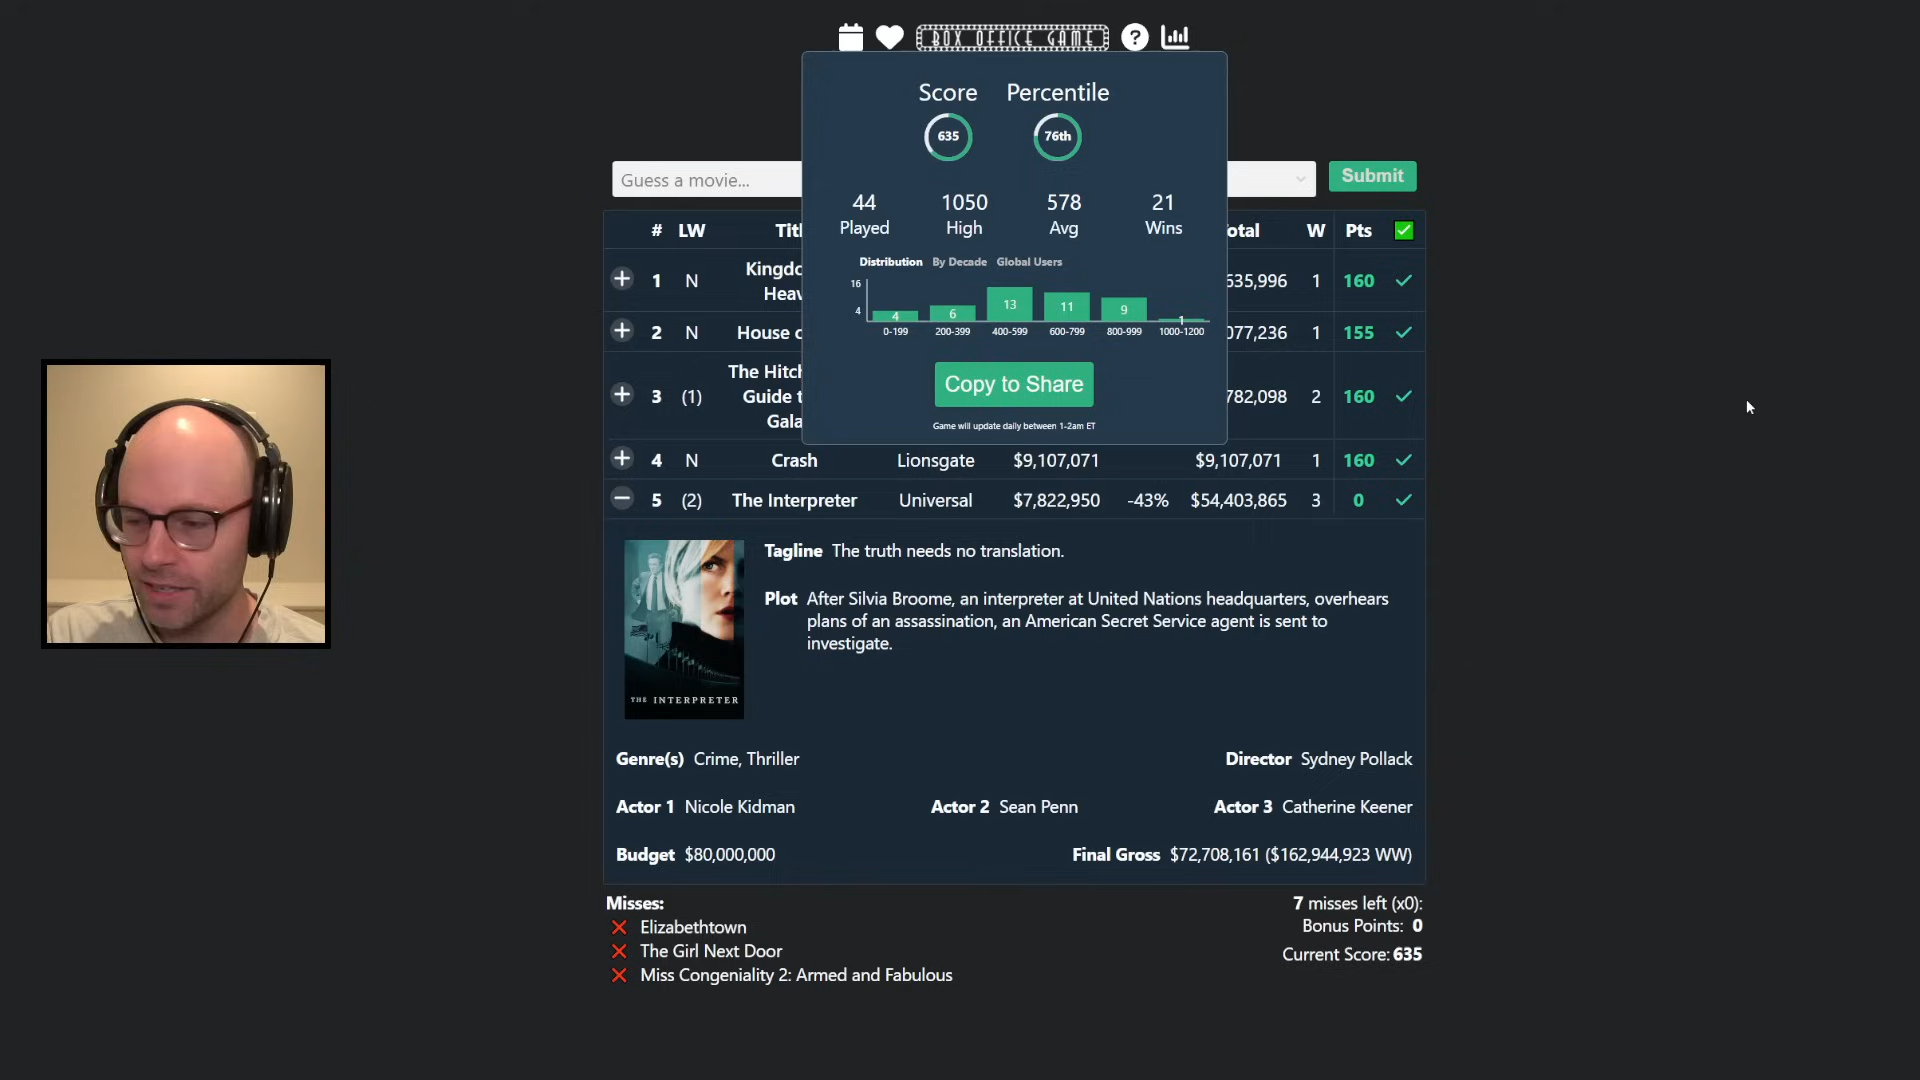 BOX OFFICE GAME ?
Score Percentile
635 76th
44 1050 578 21
Played High Avg Wins
Distribution By Decade Global Users
16
4
4 6 13 11 9 1
0-199 200-399 400-599 600-799 800-999 1000-1200
Copy to Share
Game will update daily between 1-2am ET
Guess a movie... Submit
# LW Titl otal W Pts
1 N Kingdo 635,996 1 160
Heav
2 N House o 077,236 1 155
The Hitch
3 (1) Guide t 782,098 2 160
Gala
4 N Crash Lionsgate $9,107,071 $9,107,071 1 160
5 (2) The Interpreter Universal $7,822,950 -43% $54,403,865 3 0
THE INTERPRETER
Tagline The truth needs no translation.
Plot After Silvia Broome, an interpreter at United Nations headquarters, overhears
plans of an assassination, an American Secret Service agent is sent to
investigate.
Genre(s) Crime, Thriller Director Sydney Pollack
Actor 1 Nicole Kidman Actor 2 Sean Penn Actor 3 Catherine Keener
Budget $80,000,000 Final Gross $72,708,161 ($162,944,923 WW)
Misses: 7 misses left (x0):
Elizabethtown Bonus Points: 0
The Girl Next Door Current Score: 635
Miss Congeniality 2: Armed and Fabulous